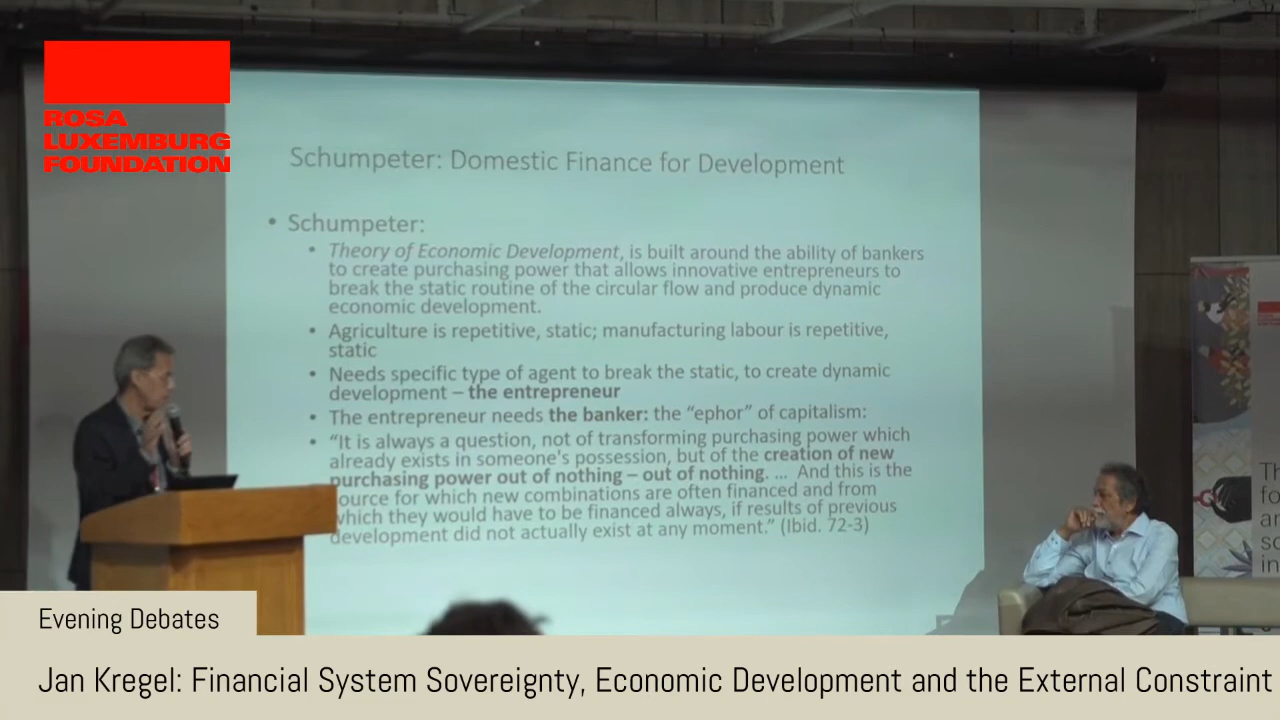 ROSA
LUXEMBURG
FOUNDATION
Schumpeter: Domestic Finance for Development
• Schumpeter:
• Theory of Economic Development, is built around the ability of bankers
to create purchasing power that allows innovative entrepreneurs to
break the static routine of the circular flow and produce dynamic
economic development.
• Agriculture is repetitive, static; manufacturing labour is repetitive,
static
• Needs specific type of agent to break the static, to create dynamic
development – the entrepreneur
• The entrepreneur needs the banker: the “ephor” of capitalism:
• “It is always a question, not of transforming purchasing power which
already exists in someone's possession, but of the creation of new
purchasing power out of nothing – out of nothing. … And this is the
source for which new combinations are often financed and from
which they would have to be financed always, if results of previous
development did not actually exist at any moment.” (Ibid. 72-3)
Evening Debates
Jan Kregel: Financial System Sovereignty, Economic Development and the External Constraint